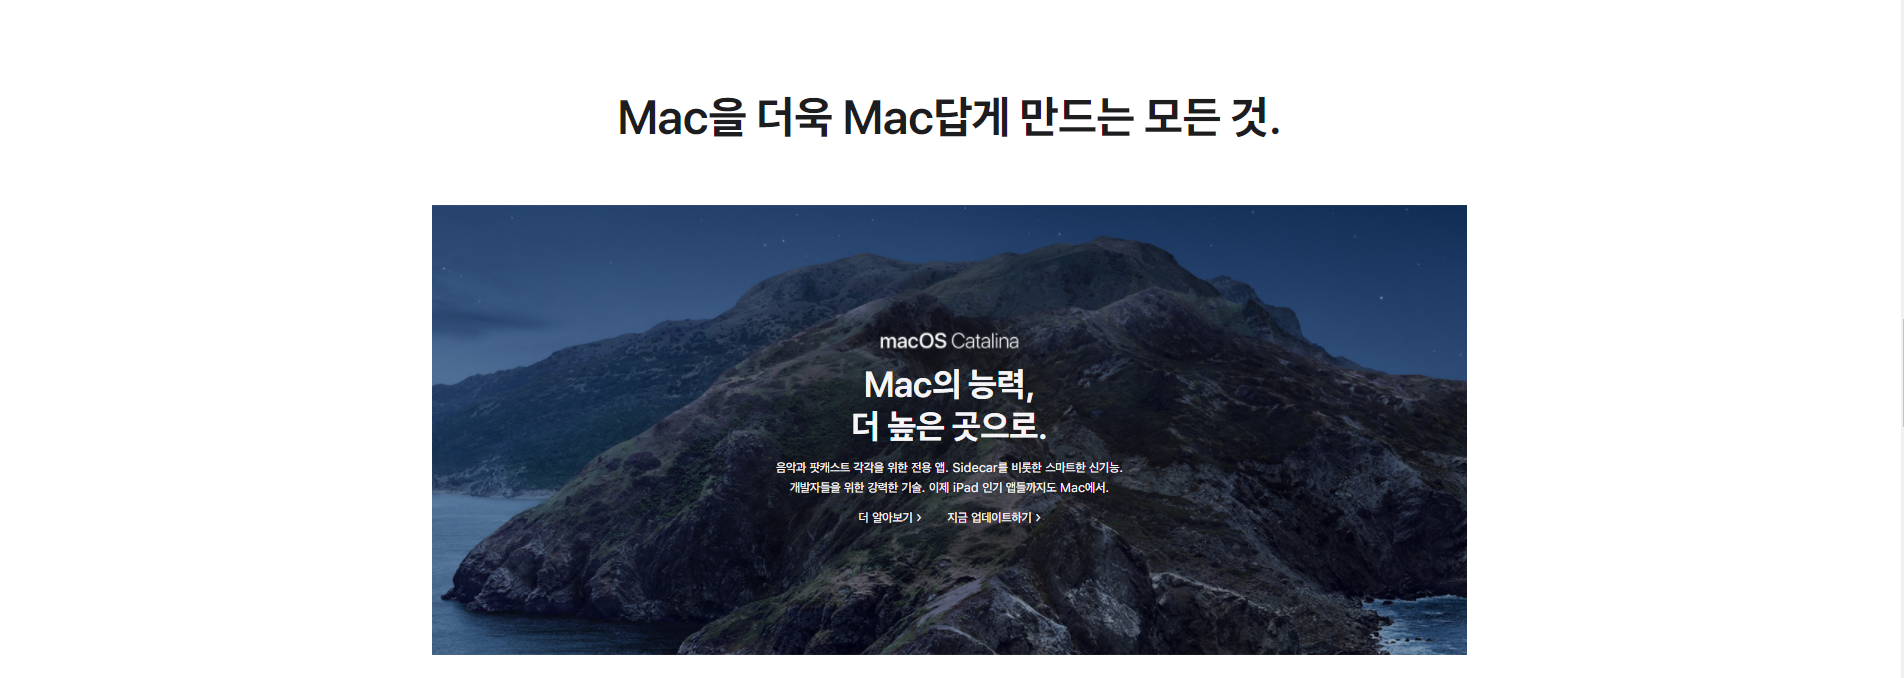 Mac을 더욱 Mac답게 만드는 모든 것.
macOS Catalina
Mac의 능력,
더 높은 곳으로.
음악과 팟캐스트 각각을 위한 전용 앱. Sidecar를 비롯한 스마트한 신기능.
개발자들을 위한 강력한 기술. 이제 iPad 인기 앱들까지도 Mac에서.
더 알아보기 > 지금 업데이트하기 >